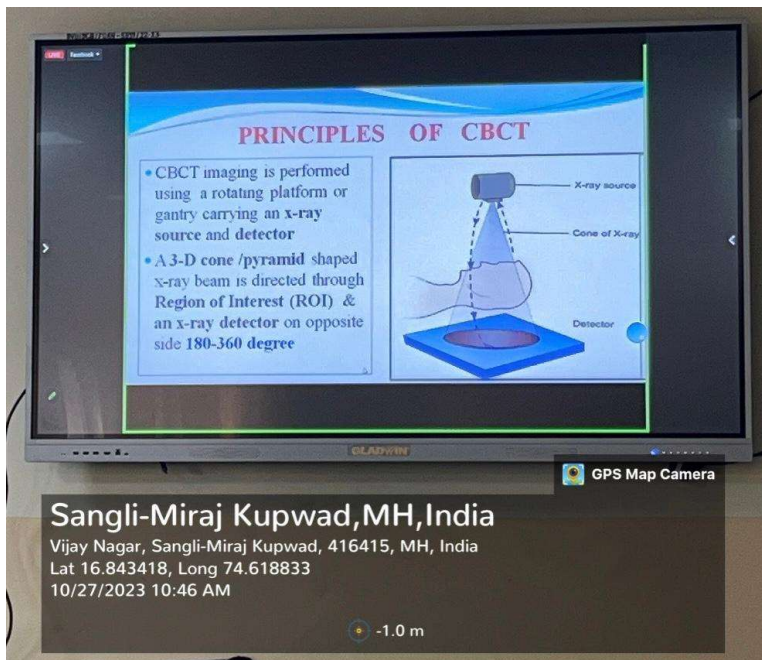 LIVE Facebook
PRINCIPLES OF CBCT
• CBCT imaging is performed
using a rotating platform or
gantry carrying an x-ray
source and detector
• A 3-D cone /pyramid shaped
x-ray beam is directed through
Region of Interest (ROI) &
an x-ray detector on opposite
side 180-360 degree
X-ray source
Cone of X-ray
Detector
GLADWIN
GPS Map Camera
Sangli-Miraj Kupwad,MH,India
Vijay Nagar, Sangli-Miraj Kupwad, 416415, MH, India
Lat 16.843418, Long 74.618833
10/27/2023 10:46 AM
-1.0 m